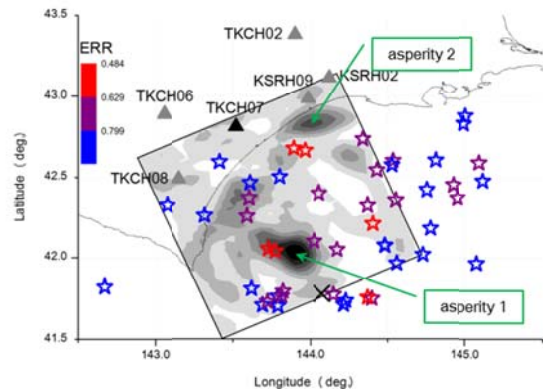 43.5
ERR
TKCH02
asperity 2
0.484
KSRH09
KSRH02
43.0
TKCH06
0.629
TKCH07
0.799
Latitude (deg.)
42.5
TKCH08
42.0
asperity 1
41.5
143.0
144.0
145.0
Longitude (deg.)